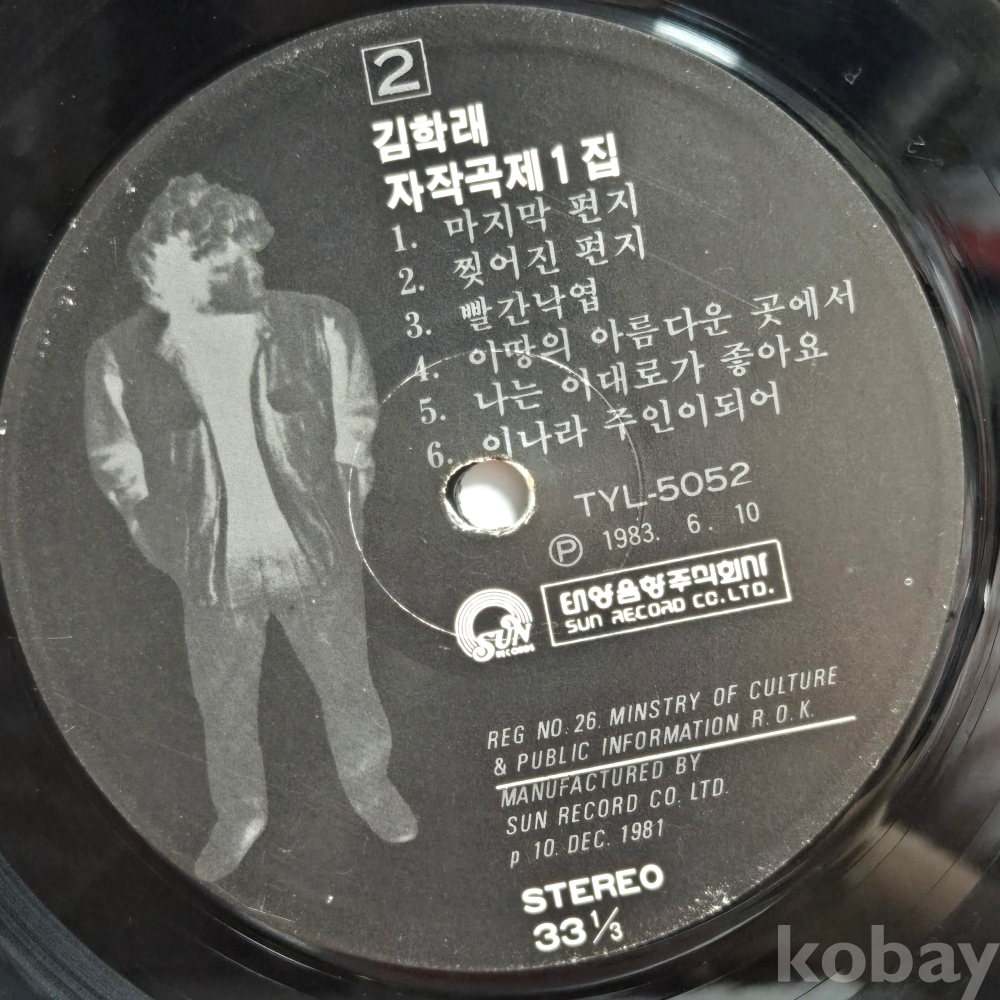 2
김학래
자작곡제 1 집
1. 마지막 편지
2. 찢어진 편지
3. 빨간낙엽
4. 이땅의 아름다운 곳에서
5. 나는 이대로가 좋아요
6. 이나라 주인이되어
TYL-5052
Ⓟ 1983. 6. 10
SUN RECORDS
태양음향주식회사
SUN RECORD CO. LTD.
REG NO. 26. MINSTRY OF CULTURE
& PUBLIC INFORMATION R. O. K.
MANUFACTURED BY
SUN RECORD CO. LTD.
p 10. DEC. 1981
STEREO
33 1/3
kobay